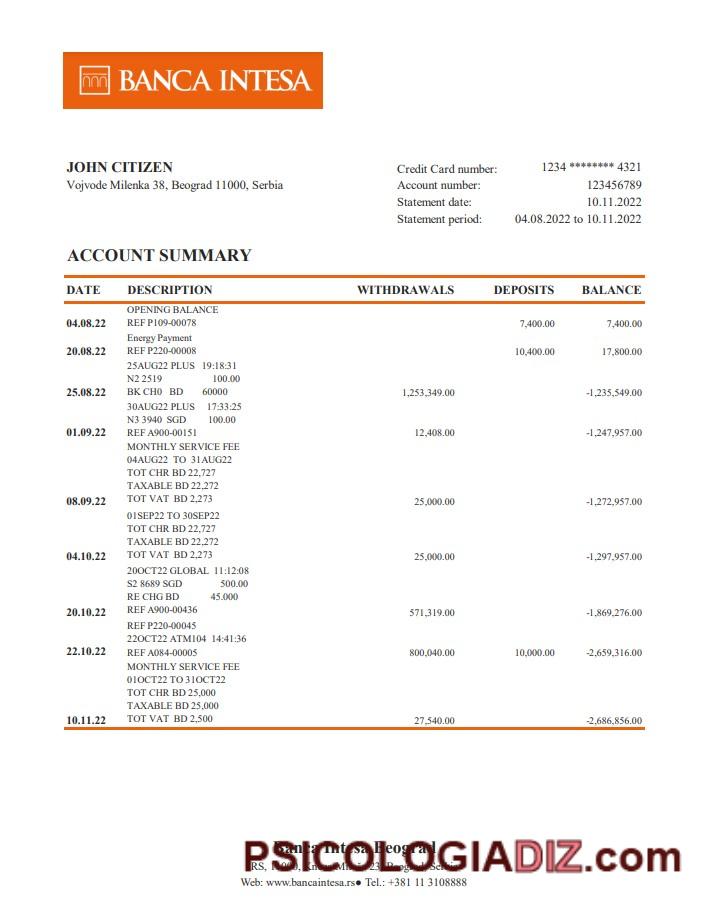 BANCA INTESA
JOHN CITIZEN
Vojvode Milenka 38, Beograd 11000, Serbia
Credit Card number: 1234 ******** 4321
Account number: 123456789
Statement date: 10.11.2022
Statement period: 04.08.2022 to 10.11.2022
ACCOUNT SUMMARY
DATE DESCRIPTION WITHDRAWALS DEPOSITS BALANCE
OPENING BALANCE
04.08.22 REF P109-00078 7,400.00 7,400.00
Energy Payment
20.08.22 REF P220-00008 10,400.00 17,800.00
25AUG22 PLUS 19:18:31
N2 2519 100.00
25.08.22 BK CH0 BD 60000 1,253,349.00 -1,235,549.00
30AUG22 PLUS 17:33:25
N3 3940 SGD 100.00
01.09.22 REF A900-00151 12,408.00 -1,247,957.00
MONTHLY SERVICE FEE
04AUG22 TO 31AUG22
TOT CHR BD 22,727
TAXABLE BD 22,272
08.09.22 TOT VAT BD 2,273 25,000.00 -1,272,957.00
01SEP22 TO 30SEP22
TOT CHR BD 22,727
TAXABLE BD 22,272
04.10.22 TOT VAT BD 2,273 25,000.00 -1,297,957.00
20OCT22 GLOBAL 11:12:08
S2 8689 SGD 500.00
RE CHG BD 45.000
20.10.22 REF A900-00436 571,319.00 -1,869,276.00
REF P220-00045
22OCT22 ATM104 14:41:36
22.10.22 REF A084-00005 800,040.00 10,000.00 -2,659,316.00
MONTHLY SERVICE FEE
01OCT22 TO 31OCT22
TOT CHR BD 25,000
TAXABLE BD 25,000
10.11.22 TOT VAT BD 2,500 27,540.00 -2,686,856.00
Banca Intesa Beograd
PSICOLOGIADIZ.com
Web: www.bancaintesa.rs● Tel.: +381 11 3108888